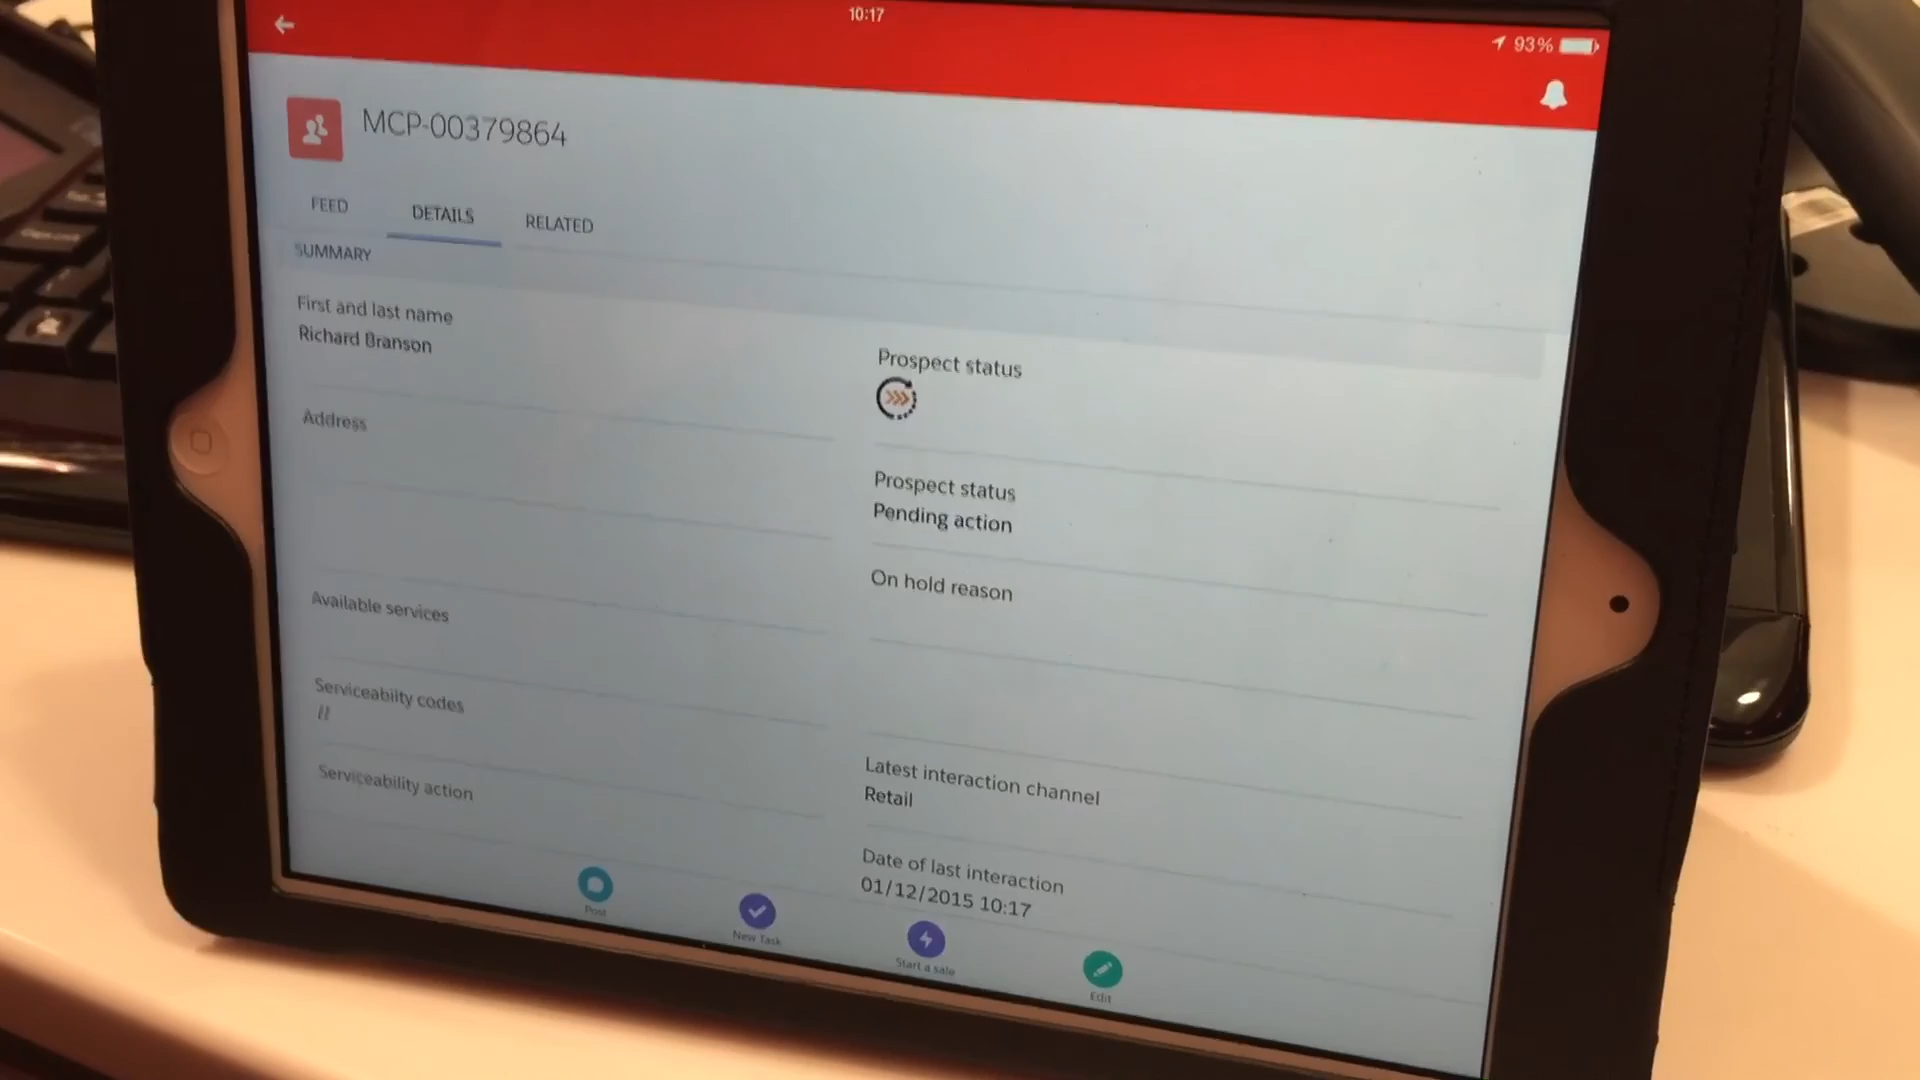 10:17
93%
MCP-00379864
FEED
DETAILS
RELATED
SUMMARY
First and last name
Richard Branson
Address
Available services
Serviceabilty codes
//
Serviceability action
Prospect status
Prospect status
Pending action
On hold reason
Latest interaction channel
Retail
Date of last interaction
01/12/2015 10:17
Post
New Task
Start a sale
Edit